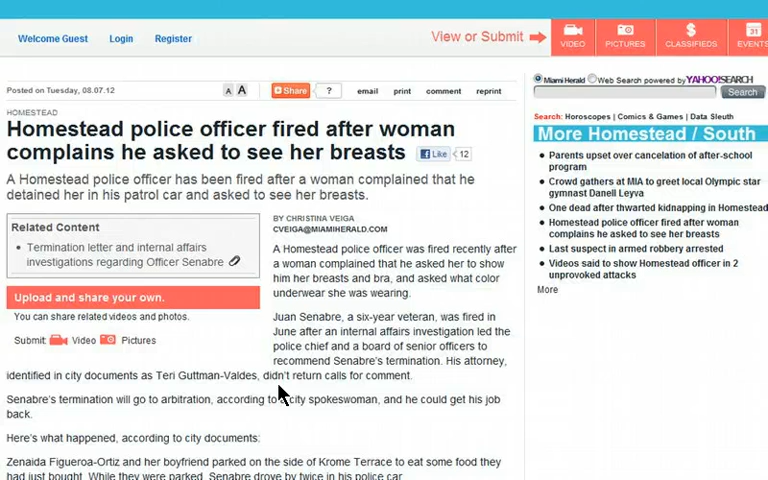 Welcome Guest Login Register
View or Submit
VIDEO PICTURES CLASSIFIEDS EVENTS
Posted on Tuesday, 08.07.12
A A Share ? email print comment reprint
Miami Herald Web Search powered by YAHOO! SEARCH
Search
Search: Horoscopes | Comics & Games | Data Sleuth
HOMESTEAD
Homestead police officer fired after woman
complains he asked to see her breasts
Like 12
A Homestead police officer has been fired after a woman complained that he
detained her in his patrol car and asked to see her breasts.
Related Content
• Termination letter and internal affairs
investigations regarding Officer Senabre
Upload and share your own.
You can share related videos and photos.
Submit: Video Pictures
BY CHRISTINA VEIGA
CVEIGA@MIAMIHERALD.COM
A Homestead police officer was fired recently after
a woman complained that he asked her to show
him her breasts and bra, and asked what color
underwear she was wearing.
Juan Senabre, a six-year veteran, was fired in
June after an internal affairs investigation led the
police chief and a board of senior officers to
recommend Senabre's termination. His attorney,
identified in city documents as Teri Guttman-Valdes, didn't return calls for comment.
Senabre's termination will go to arbitration, according to city spokeswoman, and he could get his job
back.
Here's what happened, according to city documents:
Zenaida Figueroa-Ortiz and her boyfriend parked on the side of Krome Terrace to eat some food they
had just bought. While they were parked, Senabre drove by twice in his police car.
More Homestead / South
• Parents upset over cancelation of after-school
program
• Crowd gathers at MIA to greet local Olympic star
gymnast Danell Leyva
• One dead after thwarted kidnapping in Homestead
• Homestead police officer fired after woman
complains he asked to see her breasts
• Last suspect in armed robbery arrested
• Videos said to show Homestead officer in 2
unprovoked attacks
More